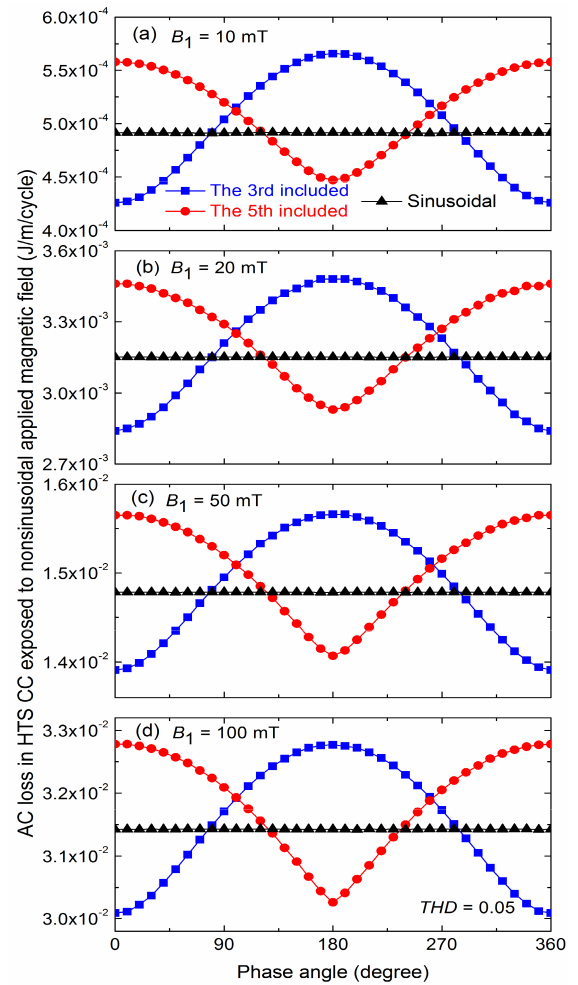 AC loss in HTS CC exposed to nonsinusoidal applied magnetic field (J/m/cycle)
6.0x10⁻⁴
(a) B₁ = 10 mT
5.5x10⁻⁴
5.0x10⁻⁴
4.5x10⁻⁴
The 3rd included
Sinusoidal
The 5th included
4.0x10⁻⁴
3.6x10⁻³
(b) B₁ = 20 mT
3.3x10⁻³
3.0x10⁻³
2.7x10⁻³
1.6x10⁻²
(c) B₁ = 50 mT
1.5x10⁻²
1.4x10⁻²
3.3x10⁻²
(d) B₁ = 100 mT
3.2x10⁻²
3.1x10⁻²
3.0x10⁻²
THD = 0.05
0 90 180 270 360
Phase angle (degree)